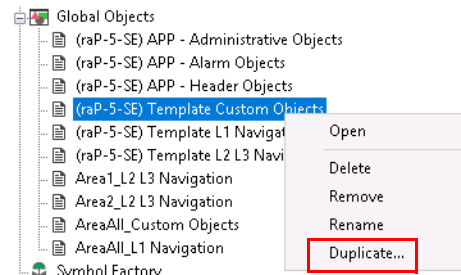 Global Objects
(raP-5-SE) APP - Administrative Objects
(raP-5-SE) APP - Alarm Objects
(raP-5-SE) APP - Header Objects
(raP-5-SE) Template Custom Objects
(raP-5-SE) Template L1 Navigat
(raP-5-SE) Template L2 L3 Navi
Area1_L2 L3 Navigation
Area2_L2 L3 Navigation
AreaAll_Custom Objects
AreaAll_L1 Navigation
Symbol Factory
Open
Delete
Remove
Rename
Duplicate...